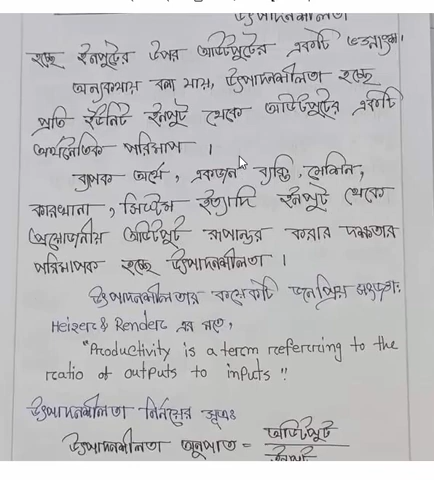 উৎপাদনশীলতা
হচ্ছে ইনপুটের উপর আউটপুটের একটি ভগ্নাংশ।
অন্যকথায় বলা যায়, উৎপাদনশীলতা হচ্ছে
প্রতি ইউনিট ইনপুট থেকে আউটপুটের একটি
অর্থনৈতিক পরিমাপ ।
ব্যাপক অর্থে, একজন ব্যক্তি, মেশিন,
কারখানা, সিস্টেম ইত্যাদি ইনপুট থেকে
প্রয়োজনীয় আউটপুট রূপান্তর করার দক্ষতার
পরিমাপক হচ্ছে উৎপাদনশীলতা ।
উৎপাদনশীলতার কয়েকটি জনপ্রিয় সংজ্ঞা:
Heizer & Render এর মতে,
"Productivity is a term referring to the
ratio of outputs to inputs"
উৎপাদনশীলতা নির্ণয়ের সূত্রঃ
উৎপাদনশীলতা অনুপাত = আউটপুট
ইনপুট